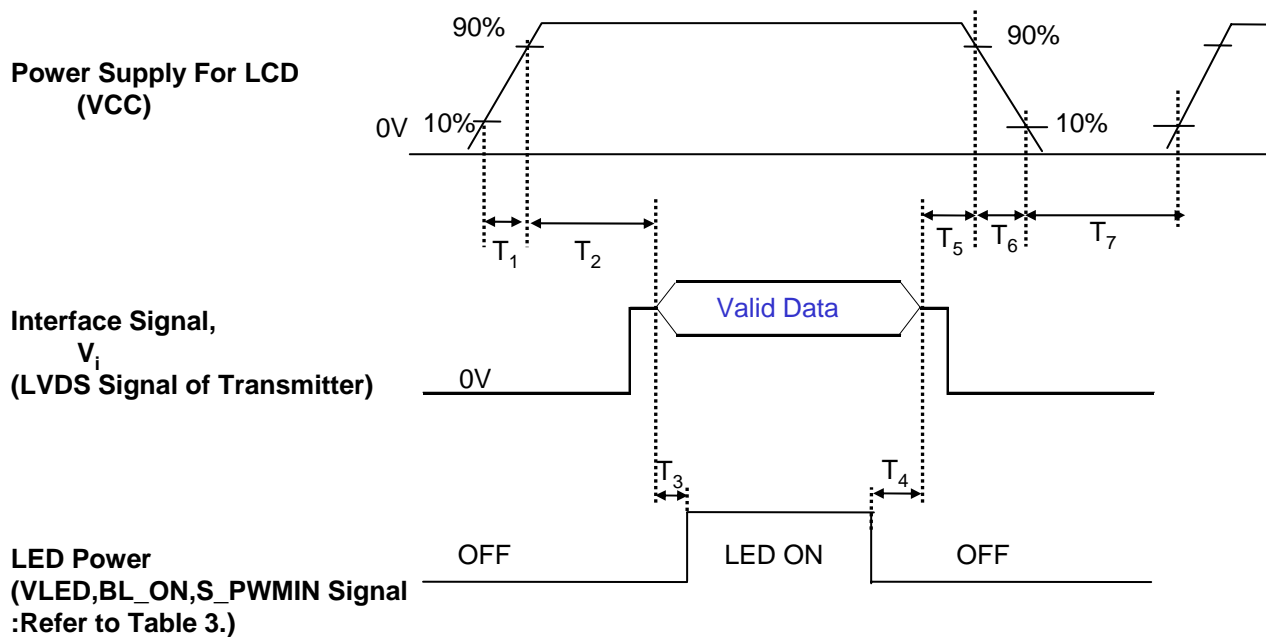 90%
90%
Power Supply For LCD
(VCC)
0V
10%
10%
T1
T2
T5
T6
T7
Valid Data
Interface Signal,
Vi
(LVDS Signal of Transmitter)
0V
T3
T4
OFF
LED ON
OFF
LED Power
(VLED,BL_ON,S_PWMIN Signal
:Refer to Table 3.)